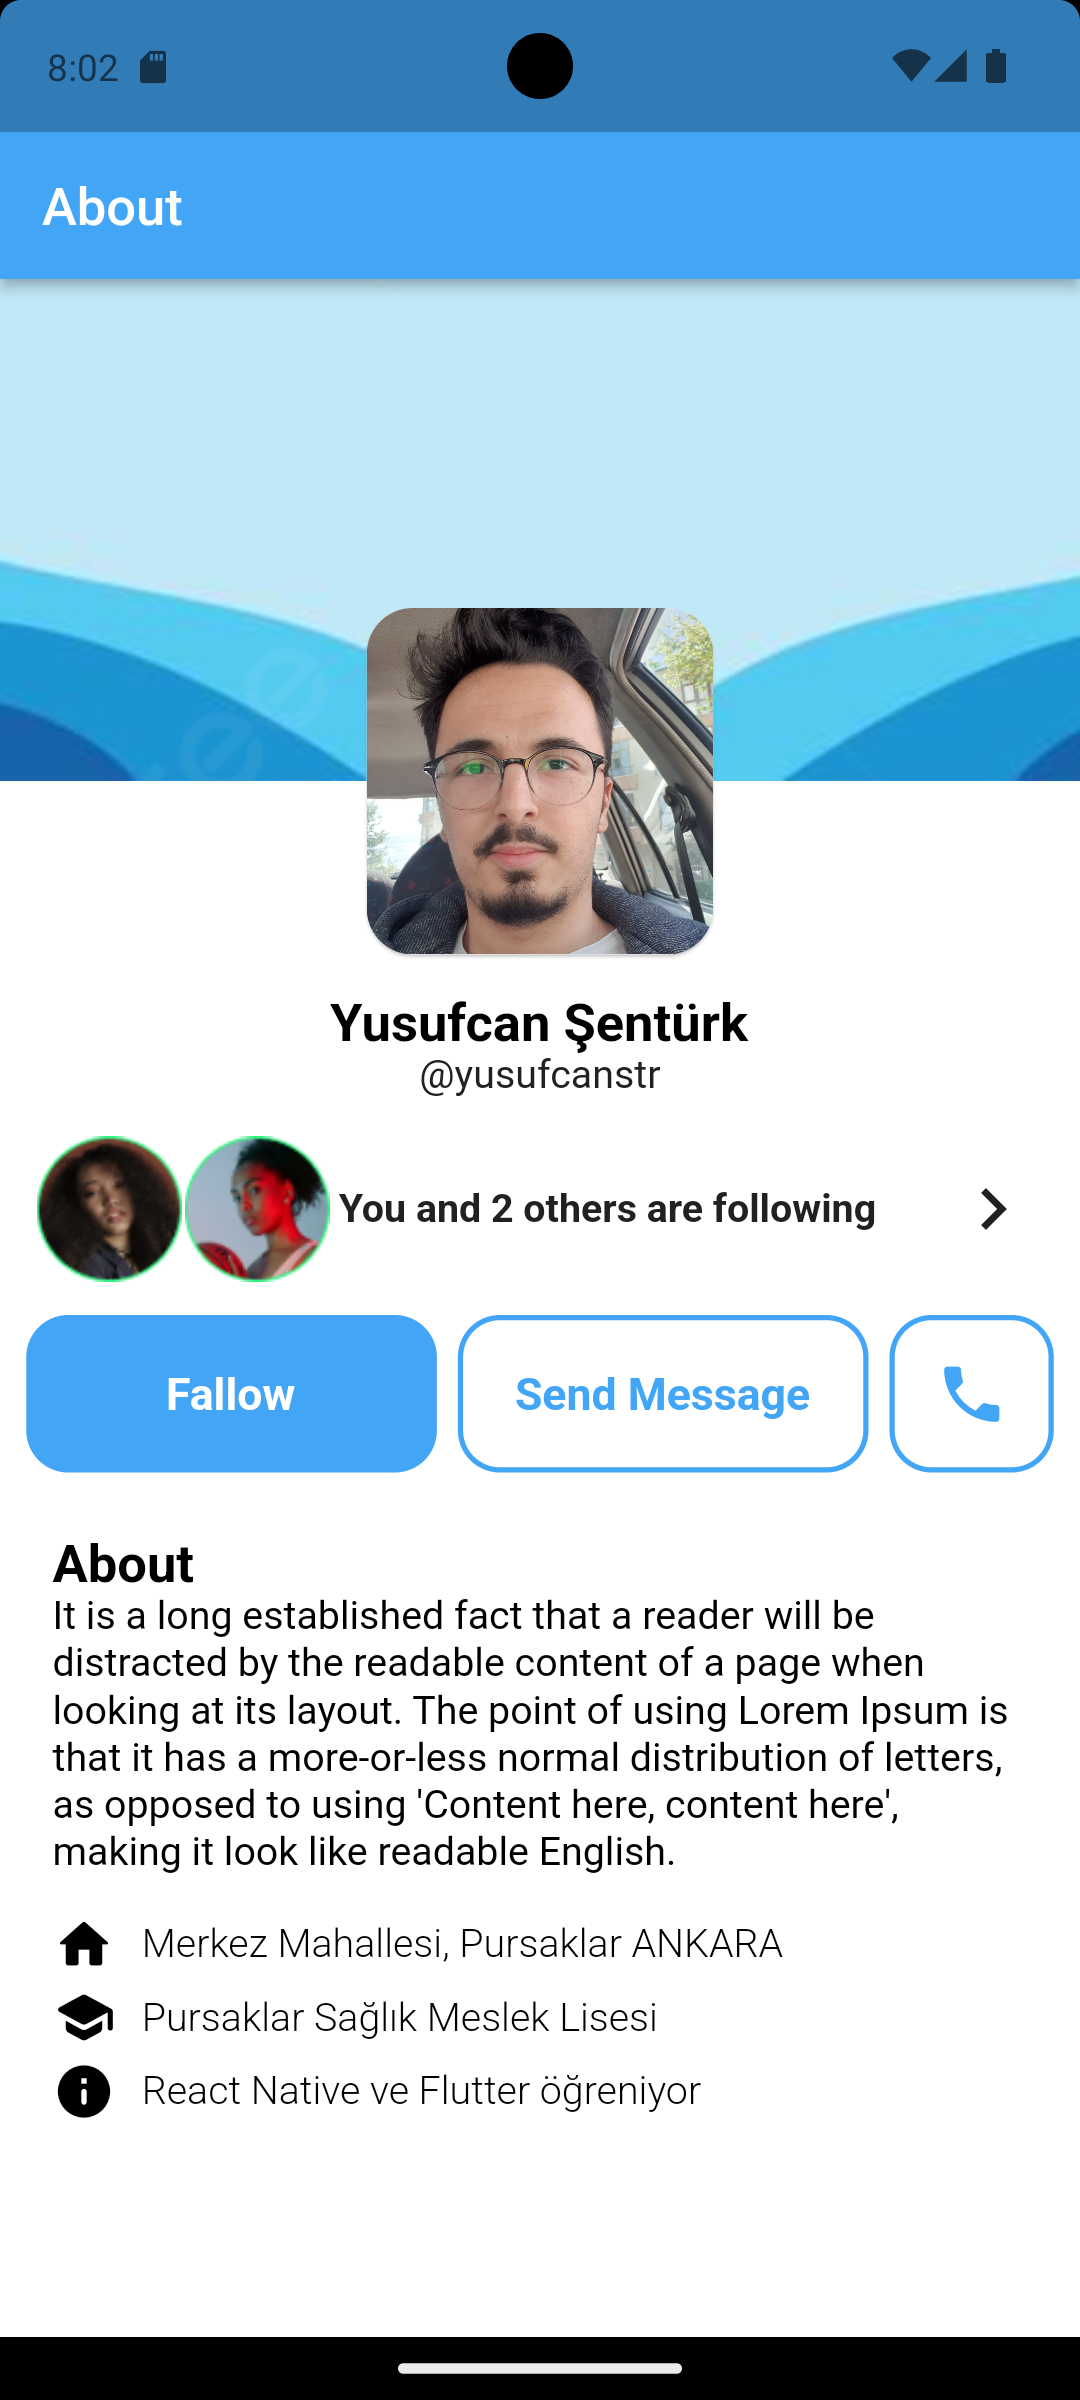 8:02
About
Yusufcan Şentürk
@yusufcanstr
You and 2 others are following
Fallow
Send Message
About
It is a long established fact that a reader will be
distracted by the readable content of a page when
looking at its layout. The point of using Lorem Ipsum is
that it has a more-or-less normal distribution of letters,
as opposed to using 'Content here, content here',
making it look like readable English.
Merkez Mahallesi, Pursaklar ANKARA
Pursaklar Sağlık Meslek Lisesi
React Native ve Flutter öğreniyor